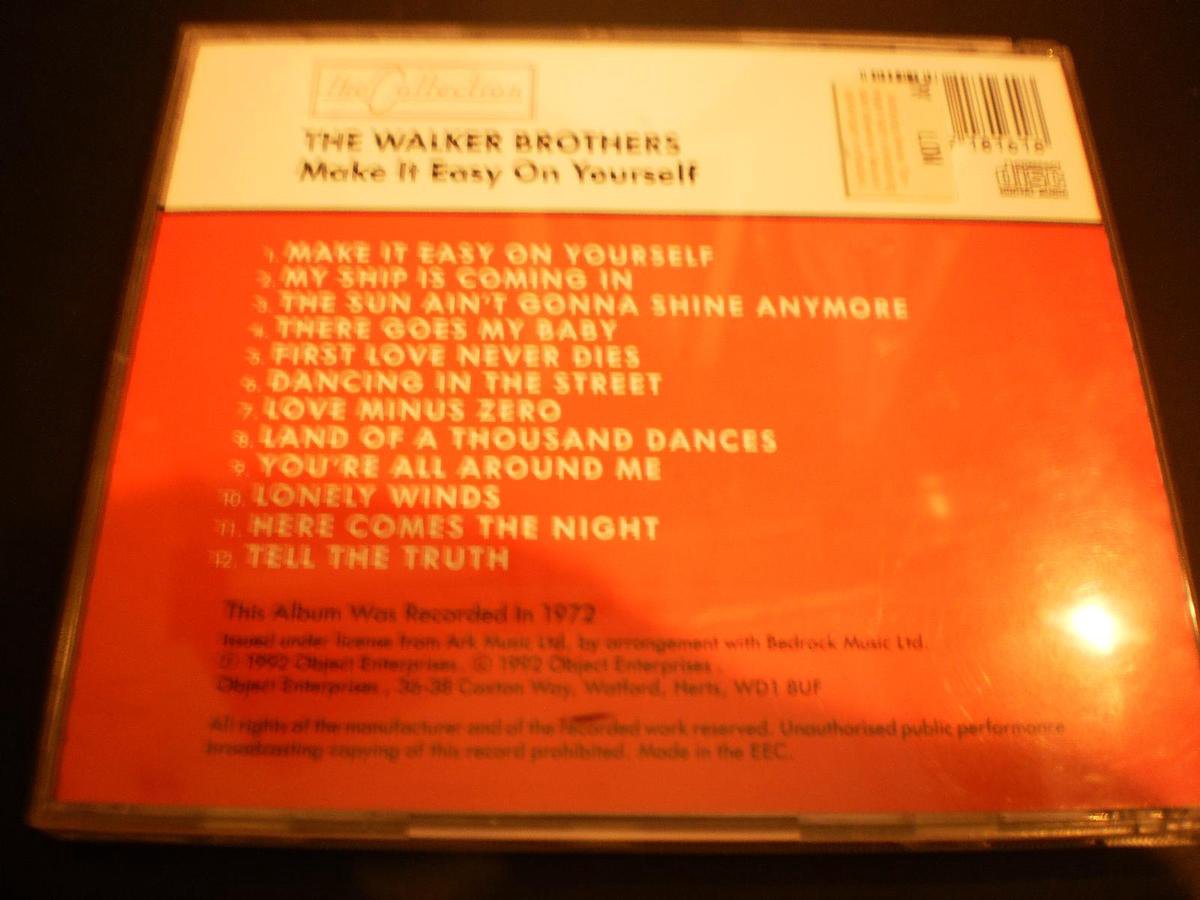 the Collection
THE WALKER BROTHERS
Make It Easy On Yourself
disc
DIGITAL AUDIO
1. MAKE IT EASY ON YOURSELF
2. MY SHIP IS COMING IN
3. THE SUN AIN'T GONNA SHINE ANYMORE
4. THERE GOES MY BABY
5. FIRST LOVE NEVER DIES
6. DANCING IN THE STREET
7. LOVE MINUS ZERO
8. LAND OF A THOUSAND DANCES
9. YOU'RE ALL AROUND ME
10. LONELY WINDS
11. HERE COMES THE NIGHT
12. TELL THE TRUTH
This Album Was Recorded In 1972
Issued under license from Ark Music Ltd, by arrangement with Bedrock Music Ltd.
Ⓟ 1992 Object Enterprises, © 1992 Object Enterprises
Object Enterprises, 36-38 Caxton Way, Watford, Herts, WD1 8UF
All rights of the manufacturer and of the recorded work reserved. Unauthorised public performance
broadcasting copying of this record prohibited. Made in the EEC.